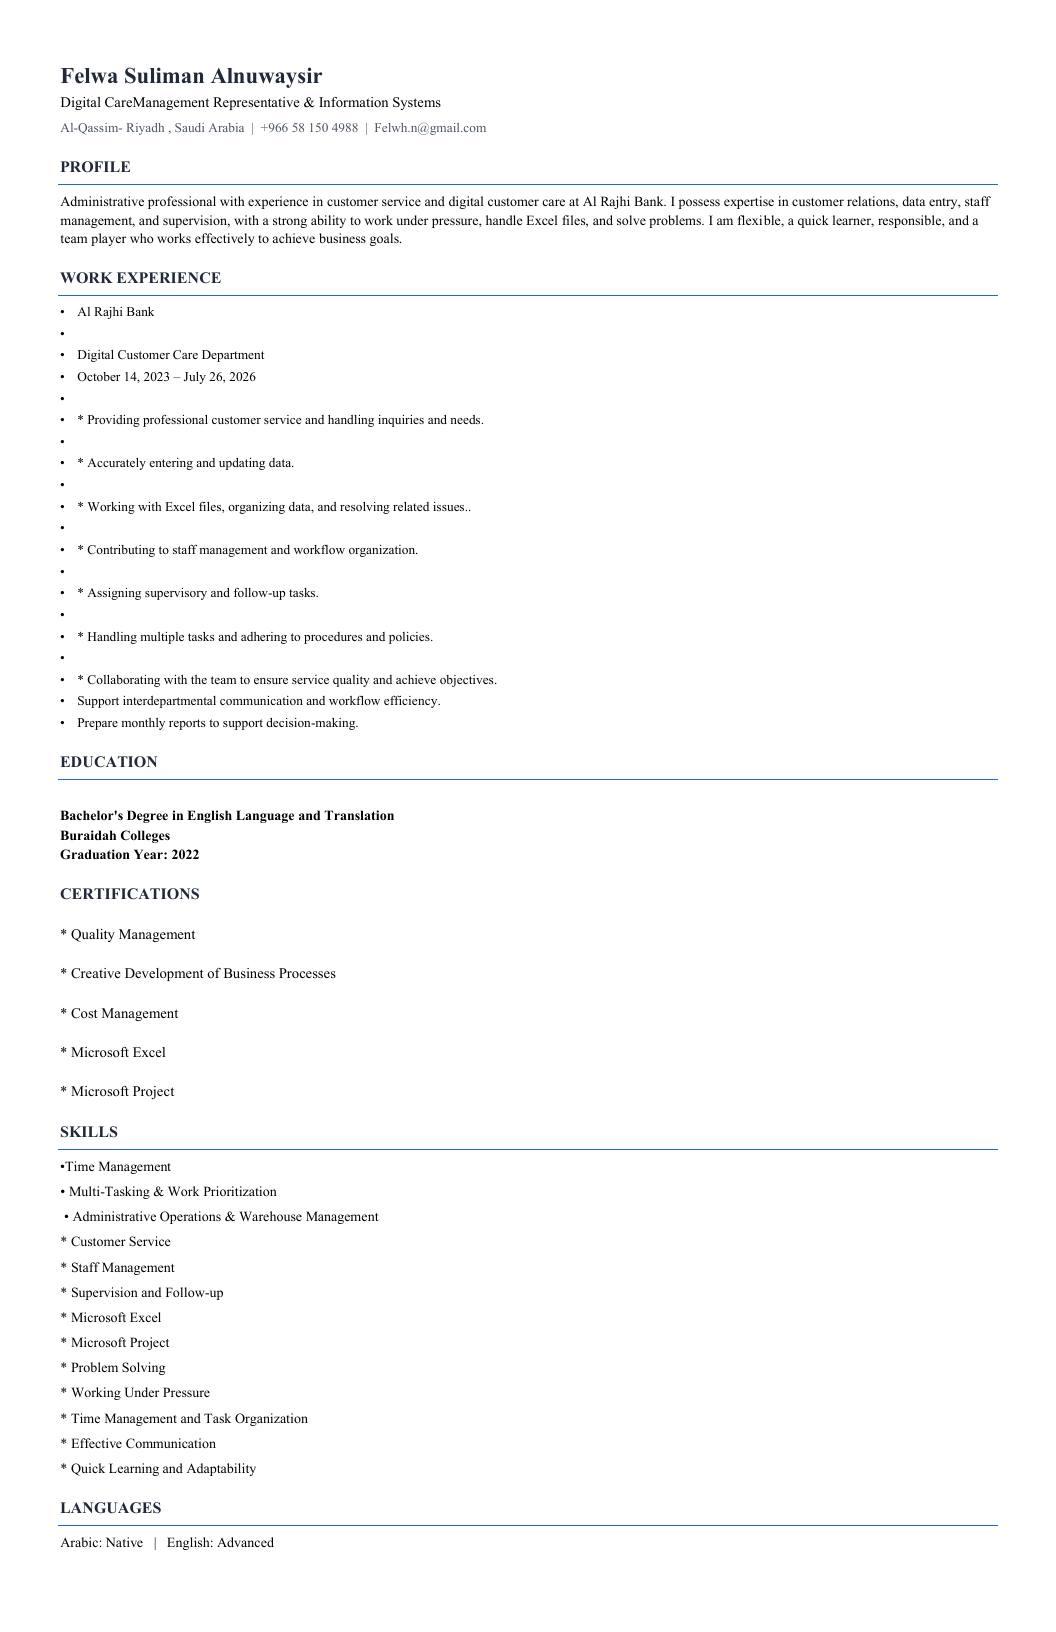 Felwa Suliman Alnuwaysir
Digital CareManagement Representative & Information Systems
Al-Qassim- Riyadh , Saudi Arabia | +966 58 150 4988 | Felwh.n@gmail.com
PROFILE
Administrative professional with experience in customer service and digital customer care at Al Rajhi Bank. I possess expertise in customer relations, data entry, staff
management, and supervision, with a strong ability to work under pressure, handle Excel files, and solve problems. I am flexible, a quick learner, responsible, and a
team player who works effectively to achieve business goals.
WORK EXPERIENCE
• Al Rajhi Bank
•
• Digital Customer Care Department
• October 14, 2023 – July 26, 2026
•
• * Providing professional customer service and handling inquiries and needs.
•
• * Accurately entering and updating data.
•
• * Working with Excel files, organizing data, and resolving related issues..
•
• * Contributing to staff management and workflow organization.
•
• * Assigning supervisory and follow-up tasks.
•
• * Handling multiple tasks and adhering to procedures and policies.
•
• * Collaborating with the team to ensure service quality and achieve objectives.
• Support interdepartmental communication and workflow efficiency.
• Prepare monthly reports to support decision-making.
EDUCATION
Bachelor's Degree in English Language and Translation
Buraidah Colleges
Graduation Year: 2022
CERTIFICATIONS
* Quality Management
* Creative Development of Business Processes
* Cost Management
* Microsoft Excel
* Microsoft Project
SKILLS
•Time Management
• Multi-Tasking & Work Prioritization
• Administrative Operations & Warehouse Management
* Customer Service
* Staff Management
* Supervision and Follow-up
* Microsoft Excel
* Microsoft Project
* Problem Solving
* Working Under Pressure
* Time Management and Task Organization
* Effective Communication
* Quick Learning and Adaptability
LANGUAGES
Arabic: Native | English: Advanced